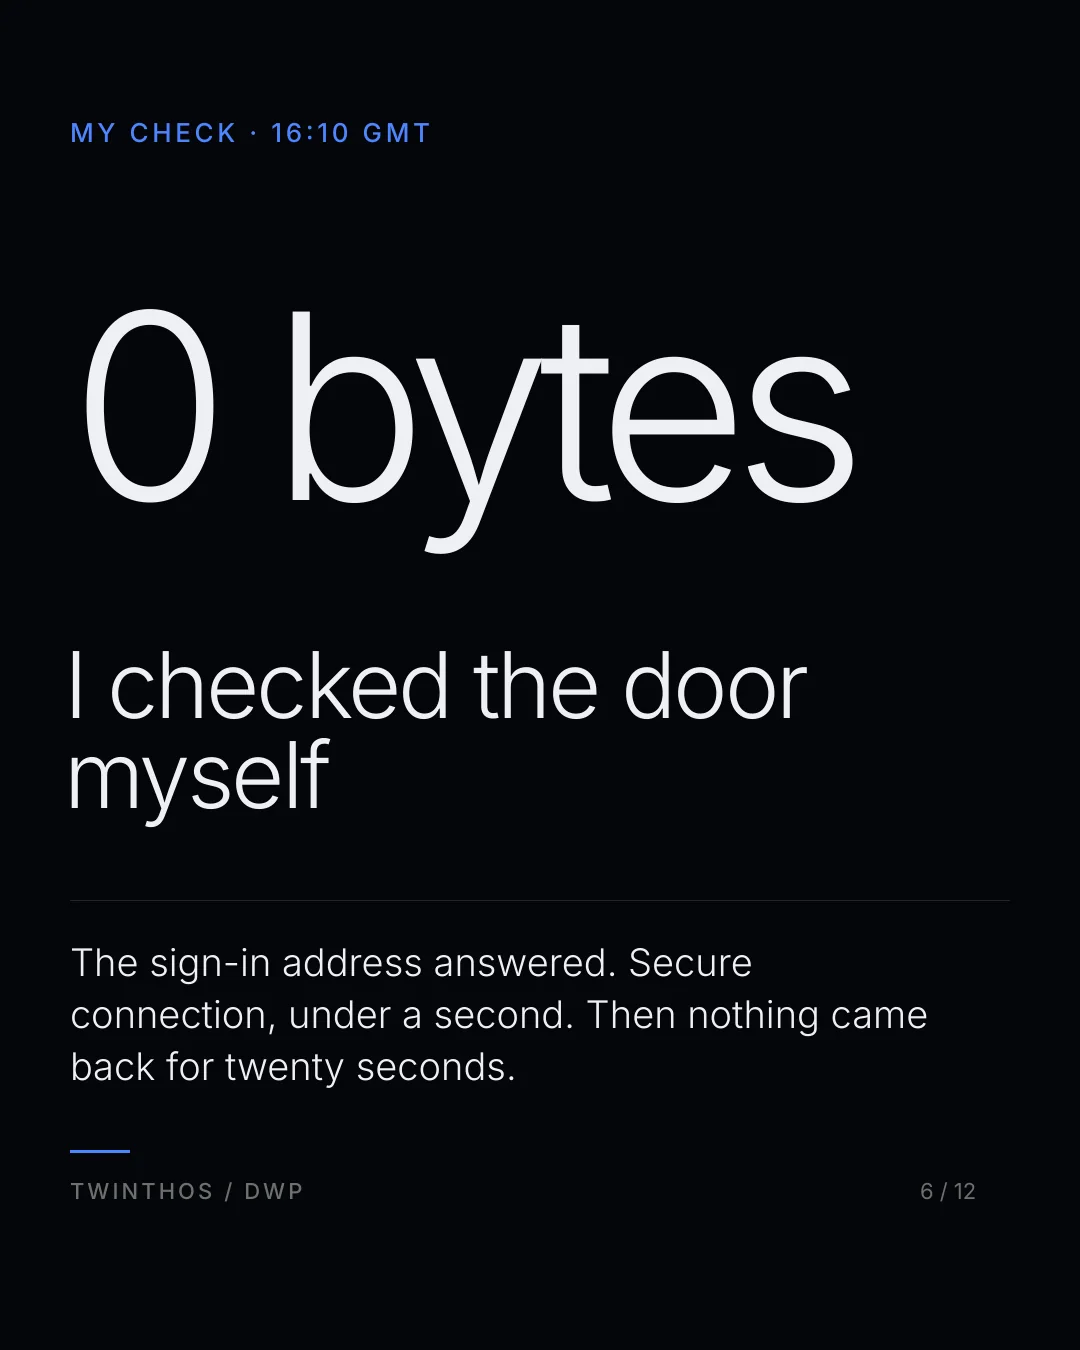 MY CHECK · 16:10 GMT
0 bytes
I checked the door
myself
The sign-in address answered. Secure
connection, under a second. Then nothing came
back for twenty seconds.
TWINTHOS / DWP
6 / 12